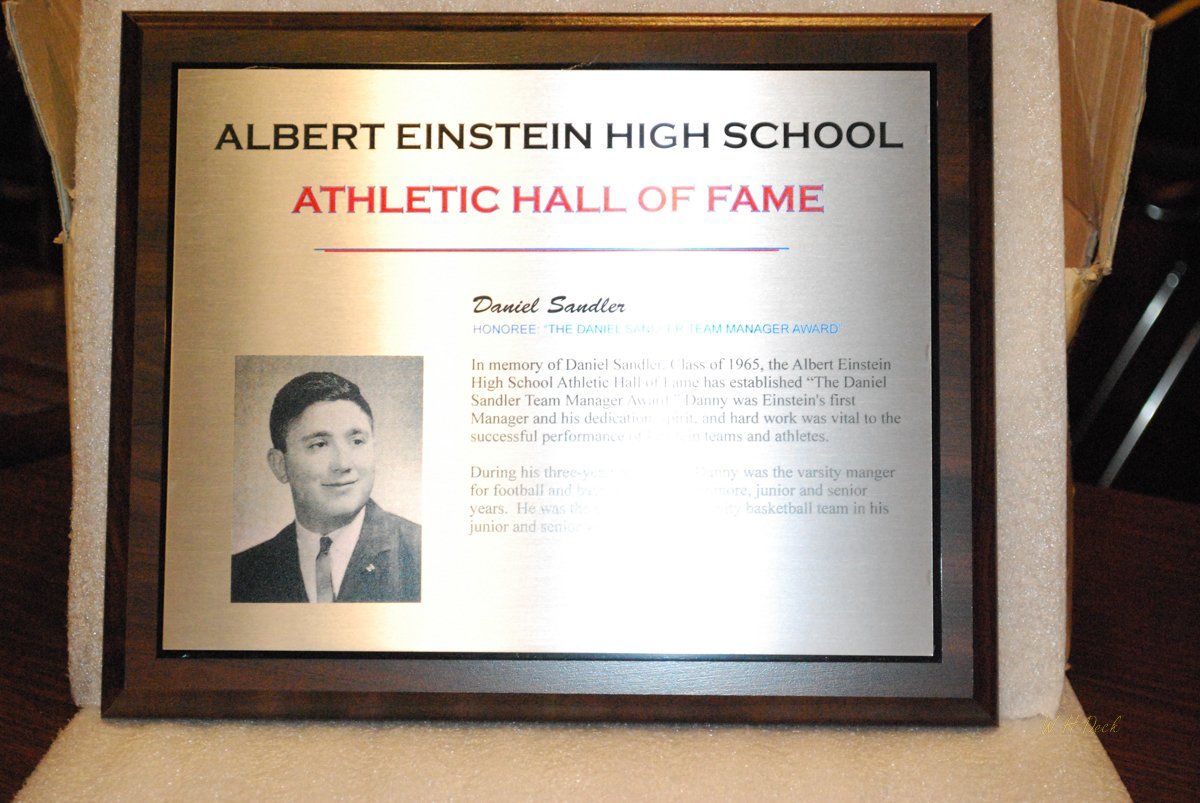 ALBERT EINSTEIN HIGH SCHOOL
ATHLETIC HALL OF FAME
Daniel Sandler
HONOREE: "THE DANIEL SANDLER TEAM MANAGER AWARD"
In memory of Daniel Sandler, Class of 1965, the Albert Einstein
High School Athletic Hall of Fame has established “The Daniel
Sandler Team Manager Award.” Danny was Einstein's first
Manager and his dedication, spirit, and hard work was vital to the
successful performance of Einstein teams and athletes.
During his three-year Danny was the varsity manger
for football and junior and senior
years. He was the basketball team in his
junior and senior
W H Deck